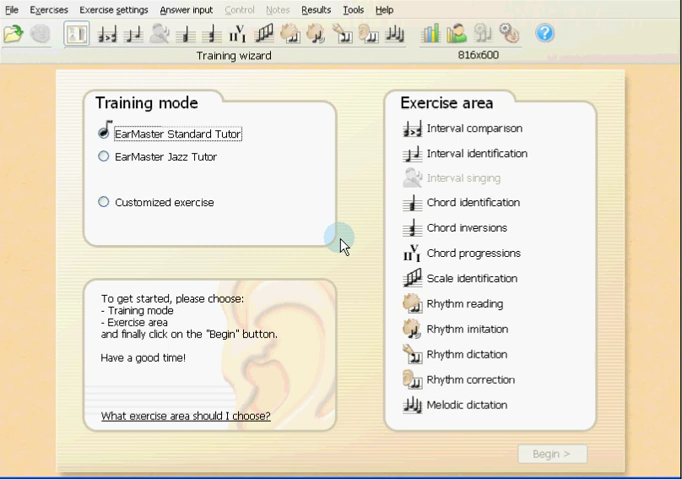 File Exercises Exercise settings Answer input Control Notes Results Tools Help
Training wizard
816x600
Training mode
EarMaster Standard Tutor
EarMaster Jazz Tutor
Customized exercise
To get started, please choose:
- Training mode
- Exercise area
and finally click on the "Begin" button.
Have a good time!
What exercise area should I choose?
Exercise area
Interval comparison
Interval identification
Interval singing
Chord identification
Chord inversions
Chord progressions
Scale identification
Rhythm reading
Rhythm imitation
Rhythm dictation
Rhythm correction
Melodic dictation
Begin >